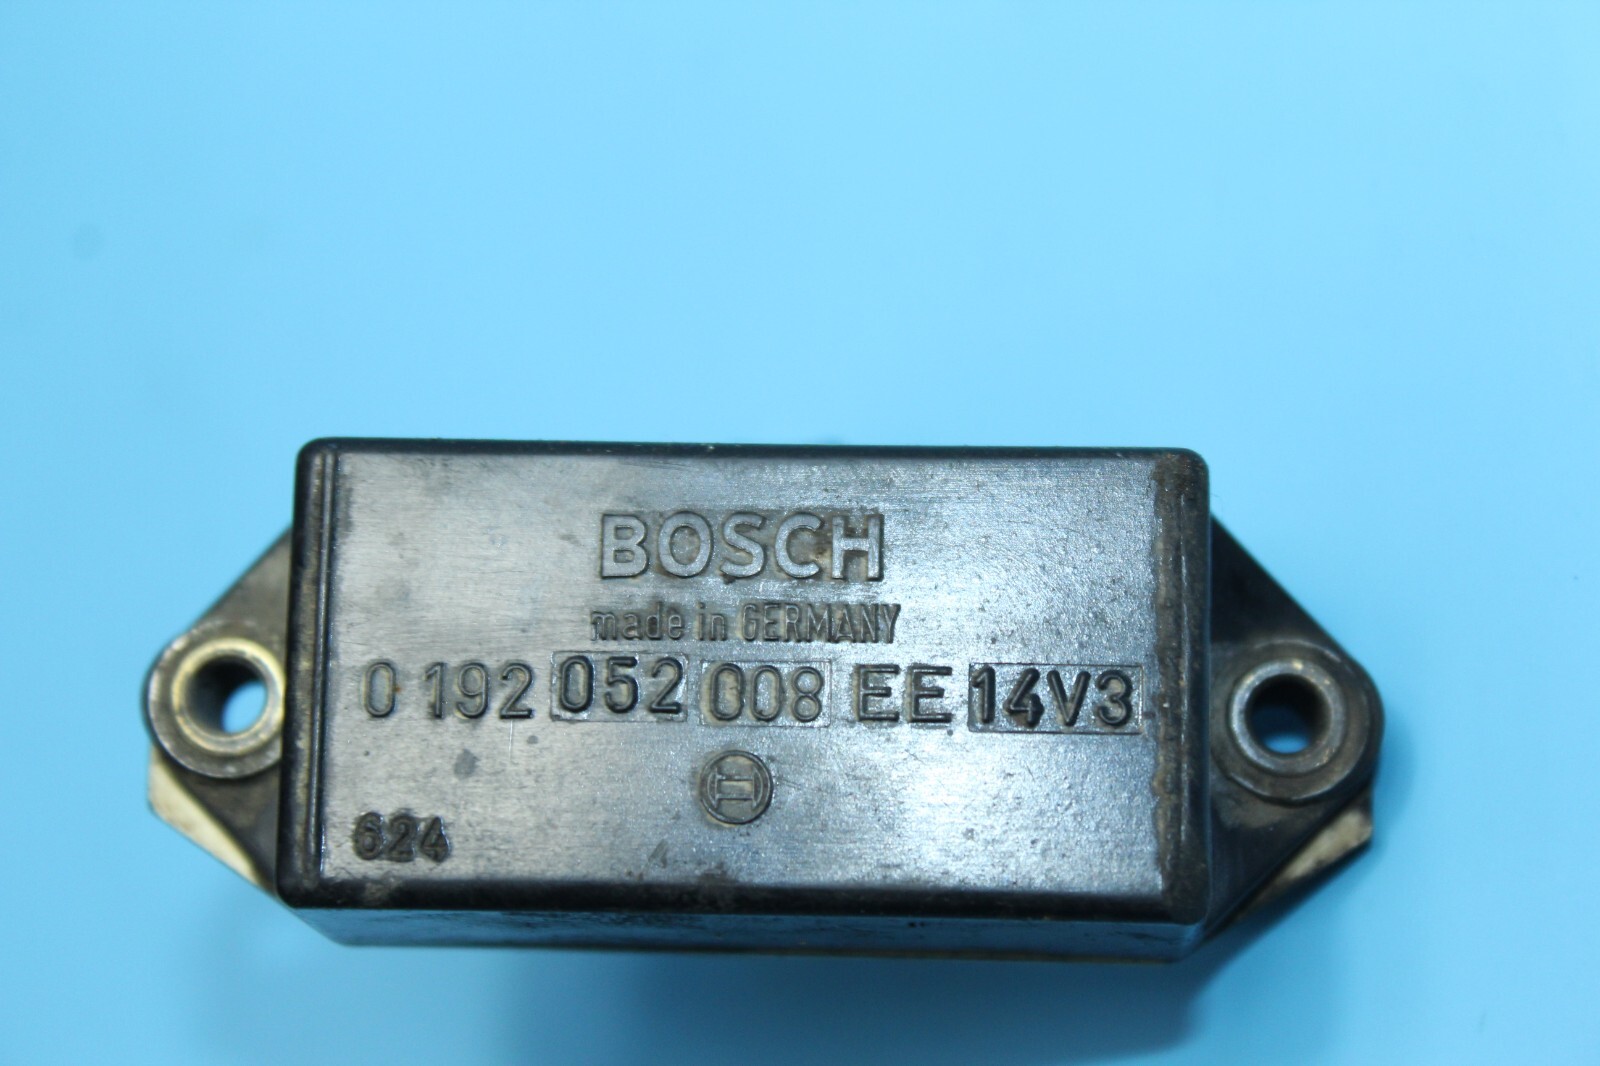 BOSCH
made in GERMANY
0 192 052 008 EE 14V3
624